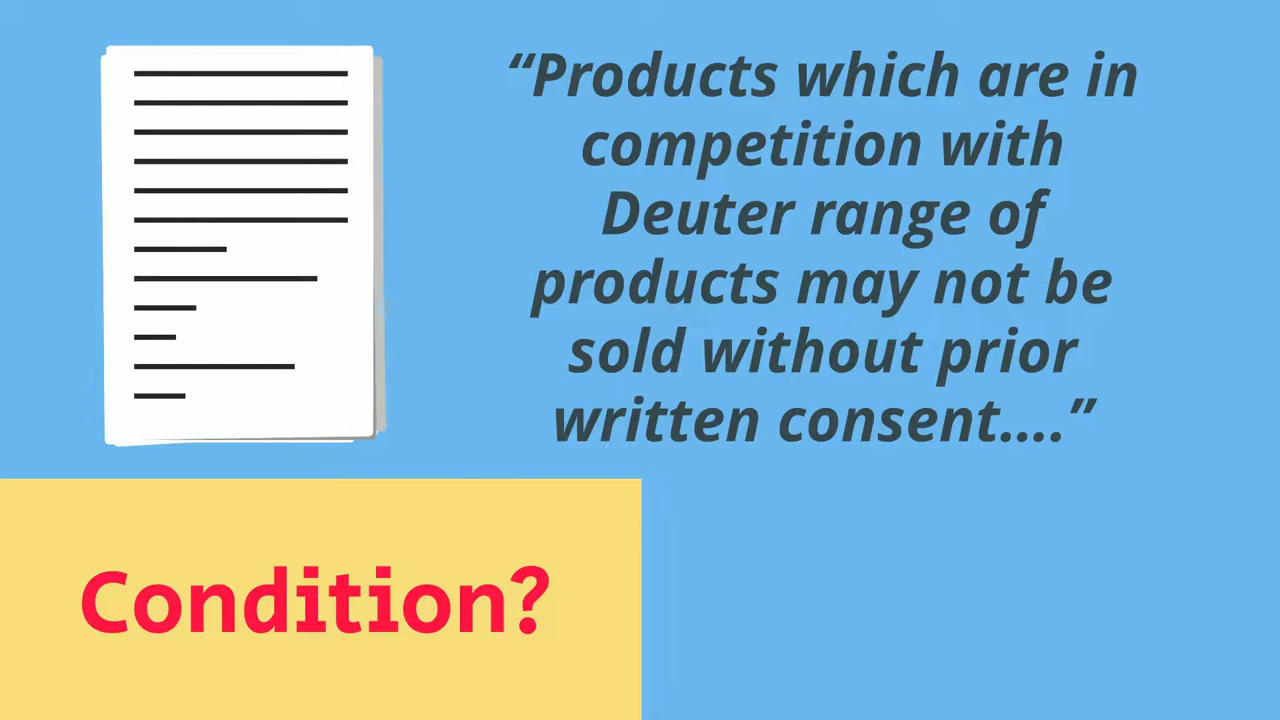 “Products which are in
competition with
Deuter range of
products may not be
sold without prior
written consent....”
Condition?